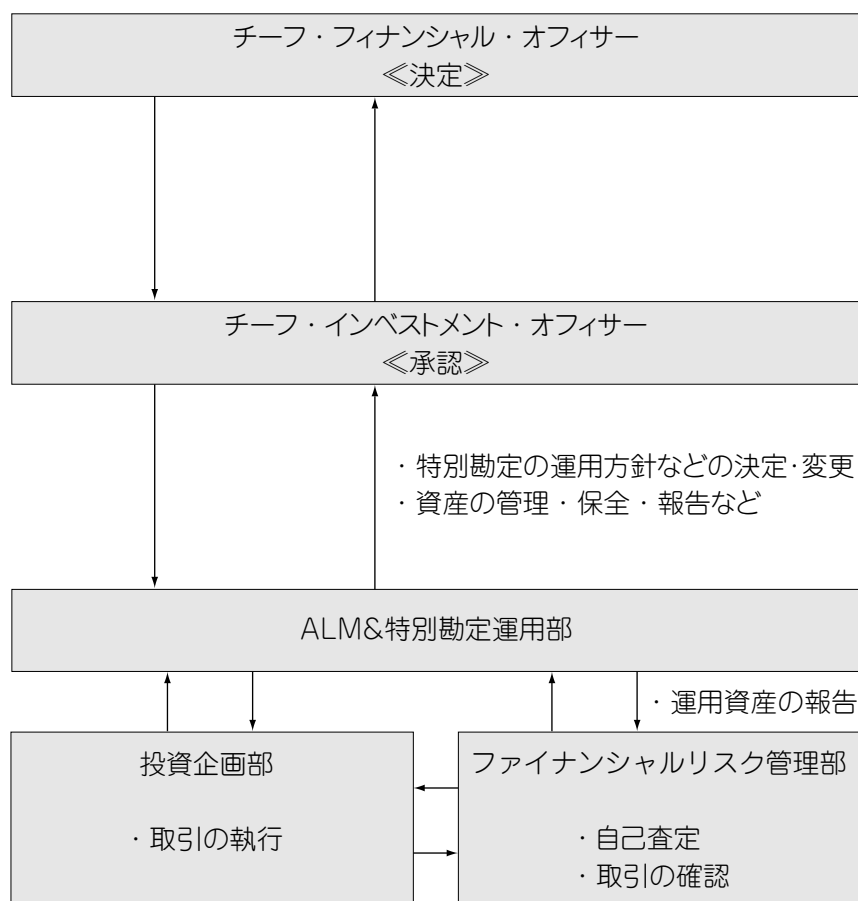 チーフ・フィナンシャル・オフィサー
≪決定≫
チーフ・インベストメント・オフィサー
≪承認≫
・特別勘定の運用方針などの決定・変更
・資産の管理・保全・報告など
ALM&特別勘定運用部
・運用資産の報告
投資企画部
・取引の執行
ファイナンシャルリスク管理部
・自己査定
・取引の確認